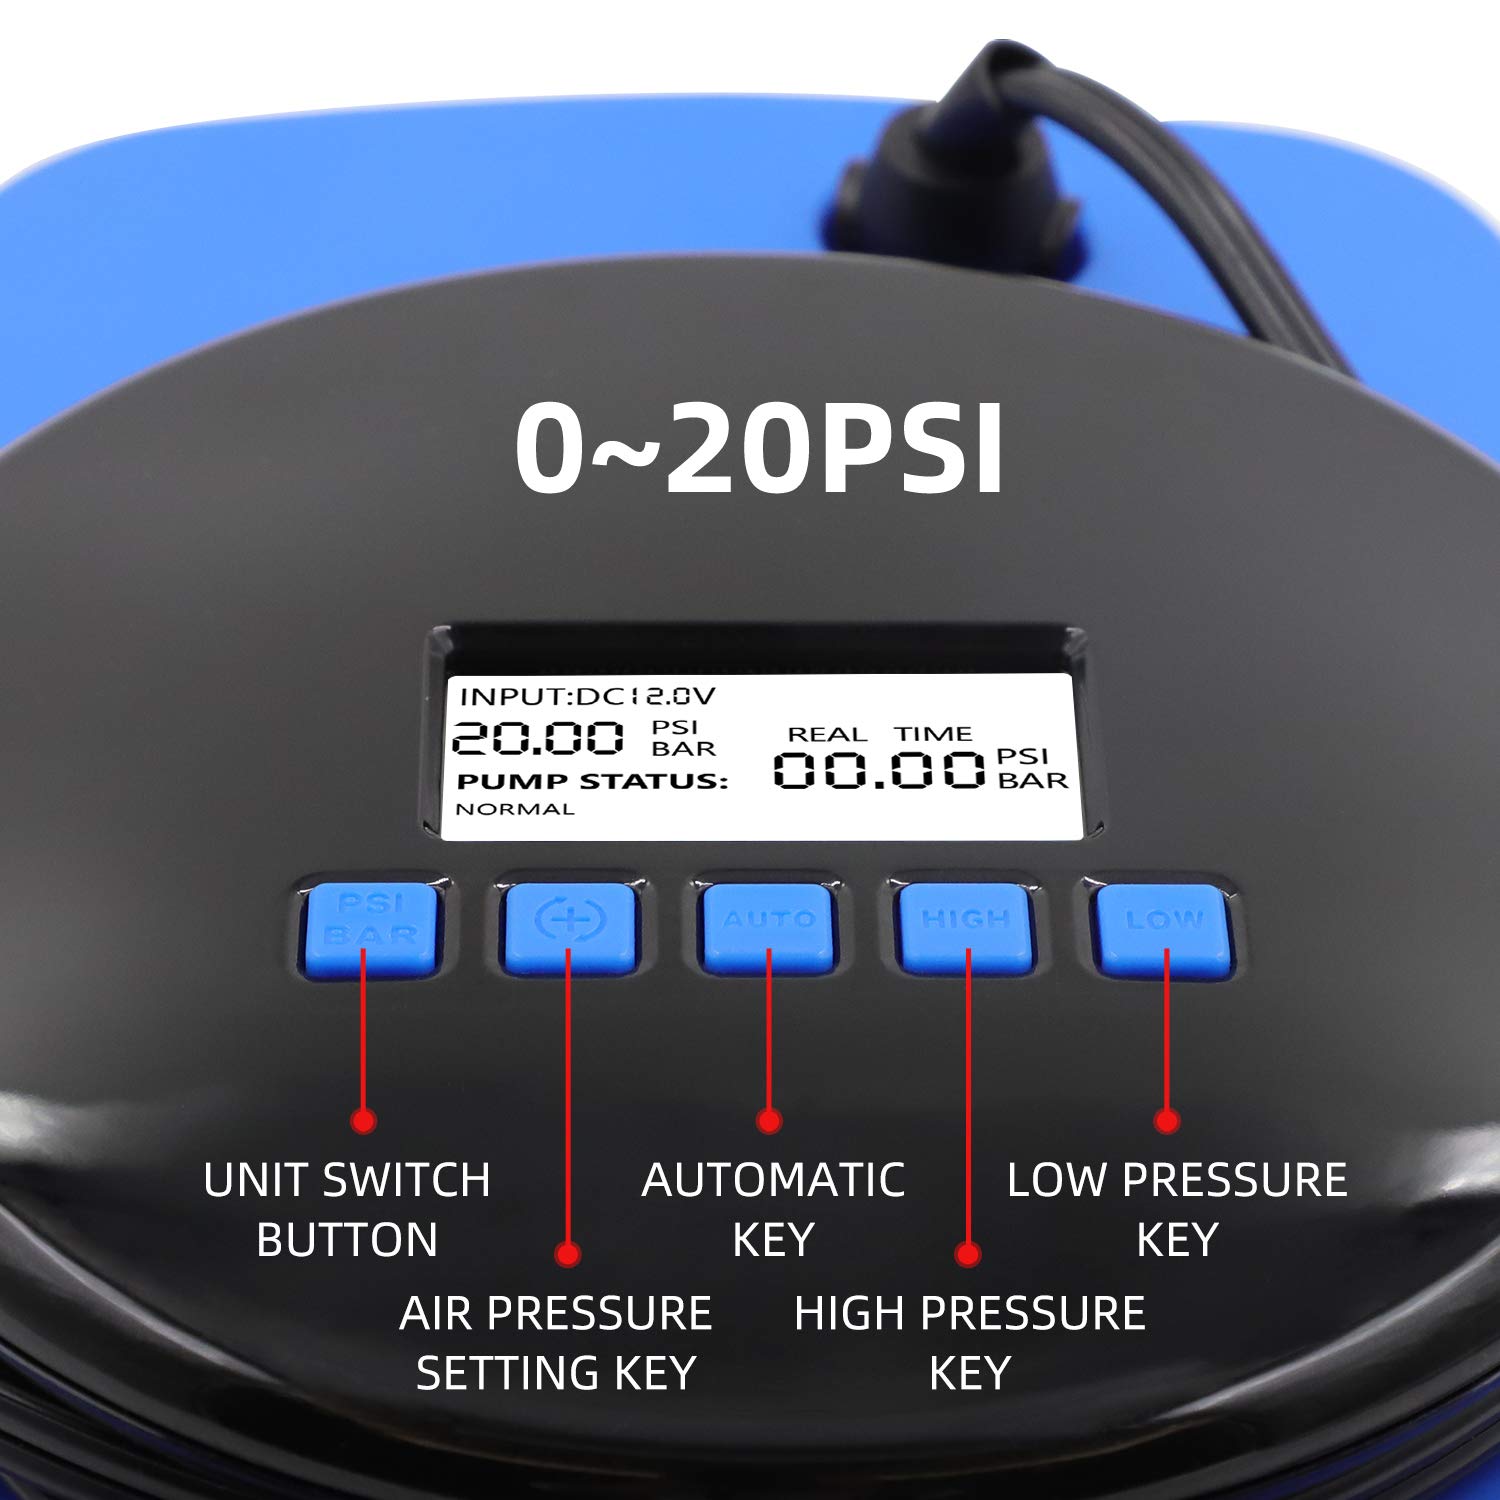 0~20PSI
INPUT:DC12.0V
20.00 PSI BAR
REAL TIME
00.00 PSI BAR
PUMP STATUS:
NORMAL
PSI
BAR
AUTO
HIGH
LOW
UNIT SWITCH
BUTTON
AIR PRESSURE
SETTING KEY
AUTOMATIC
KEY
HIGH PRESSURE
KEY
LOW PRESSURE
KEY